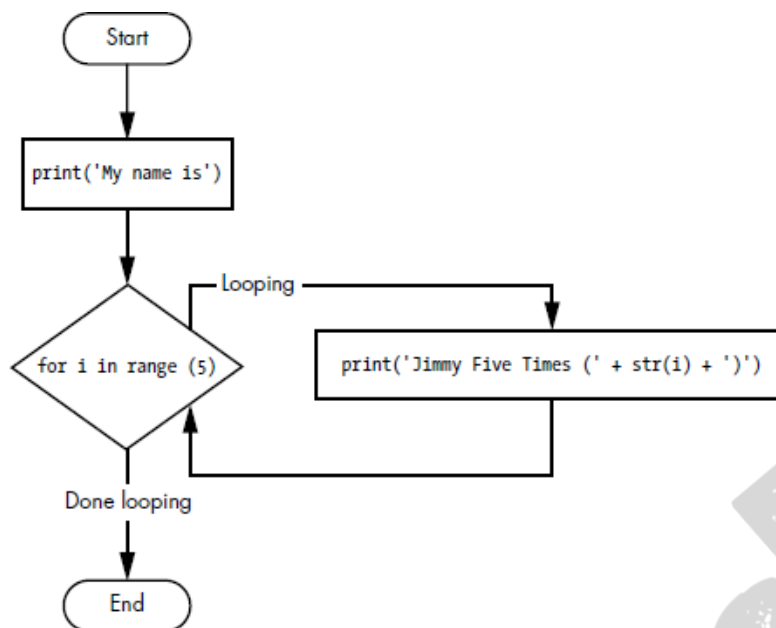 Start
print('My name is')
Looping
for i in range (5)
print('Jimmy Five Times (' + str(i) + ')')
Done looping
End